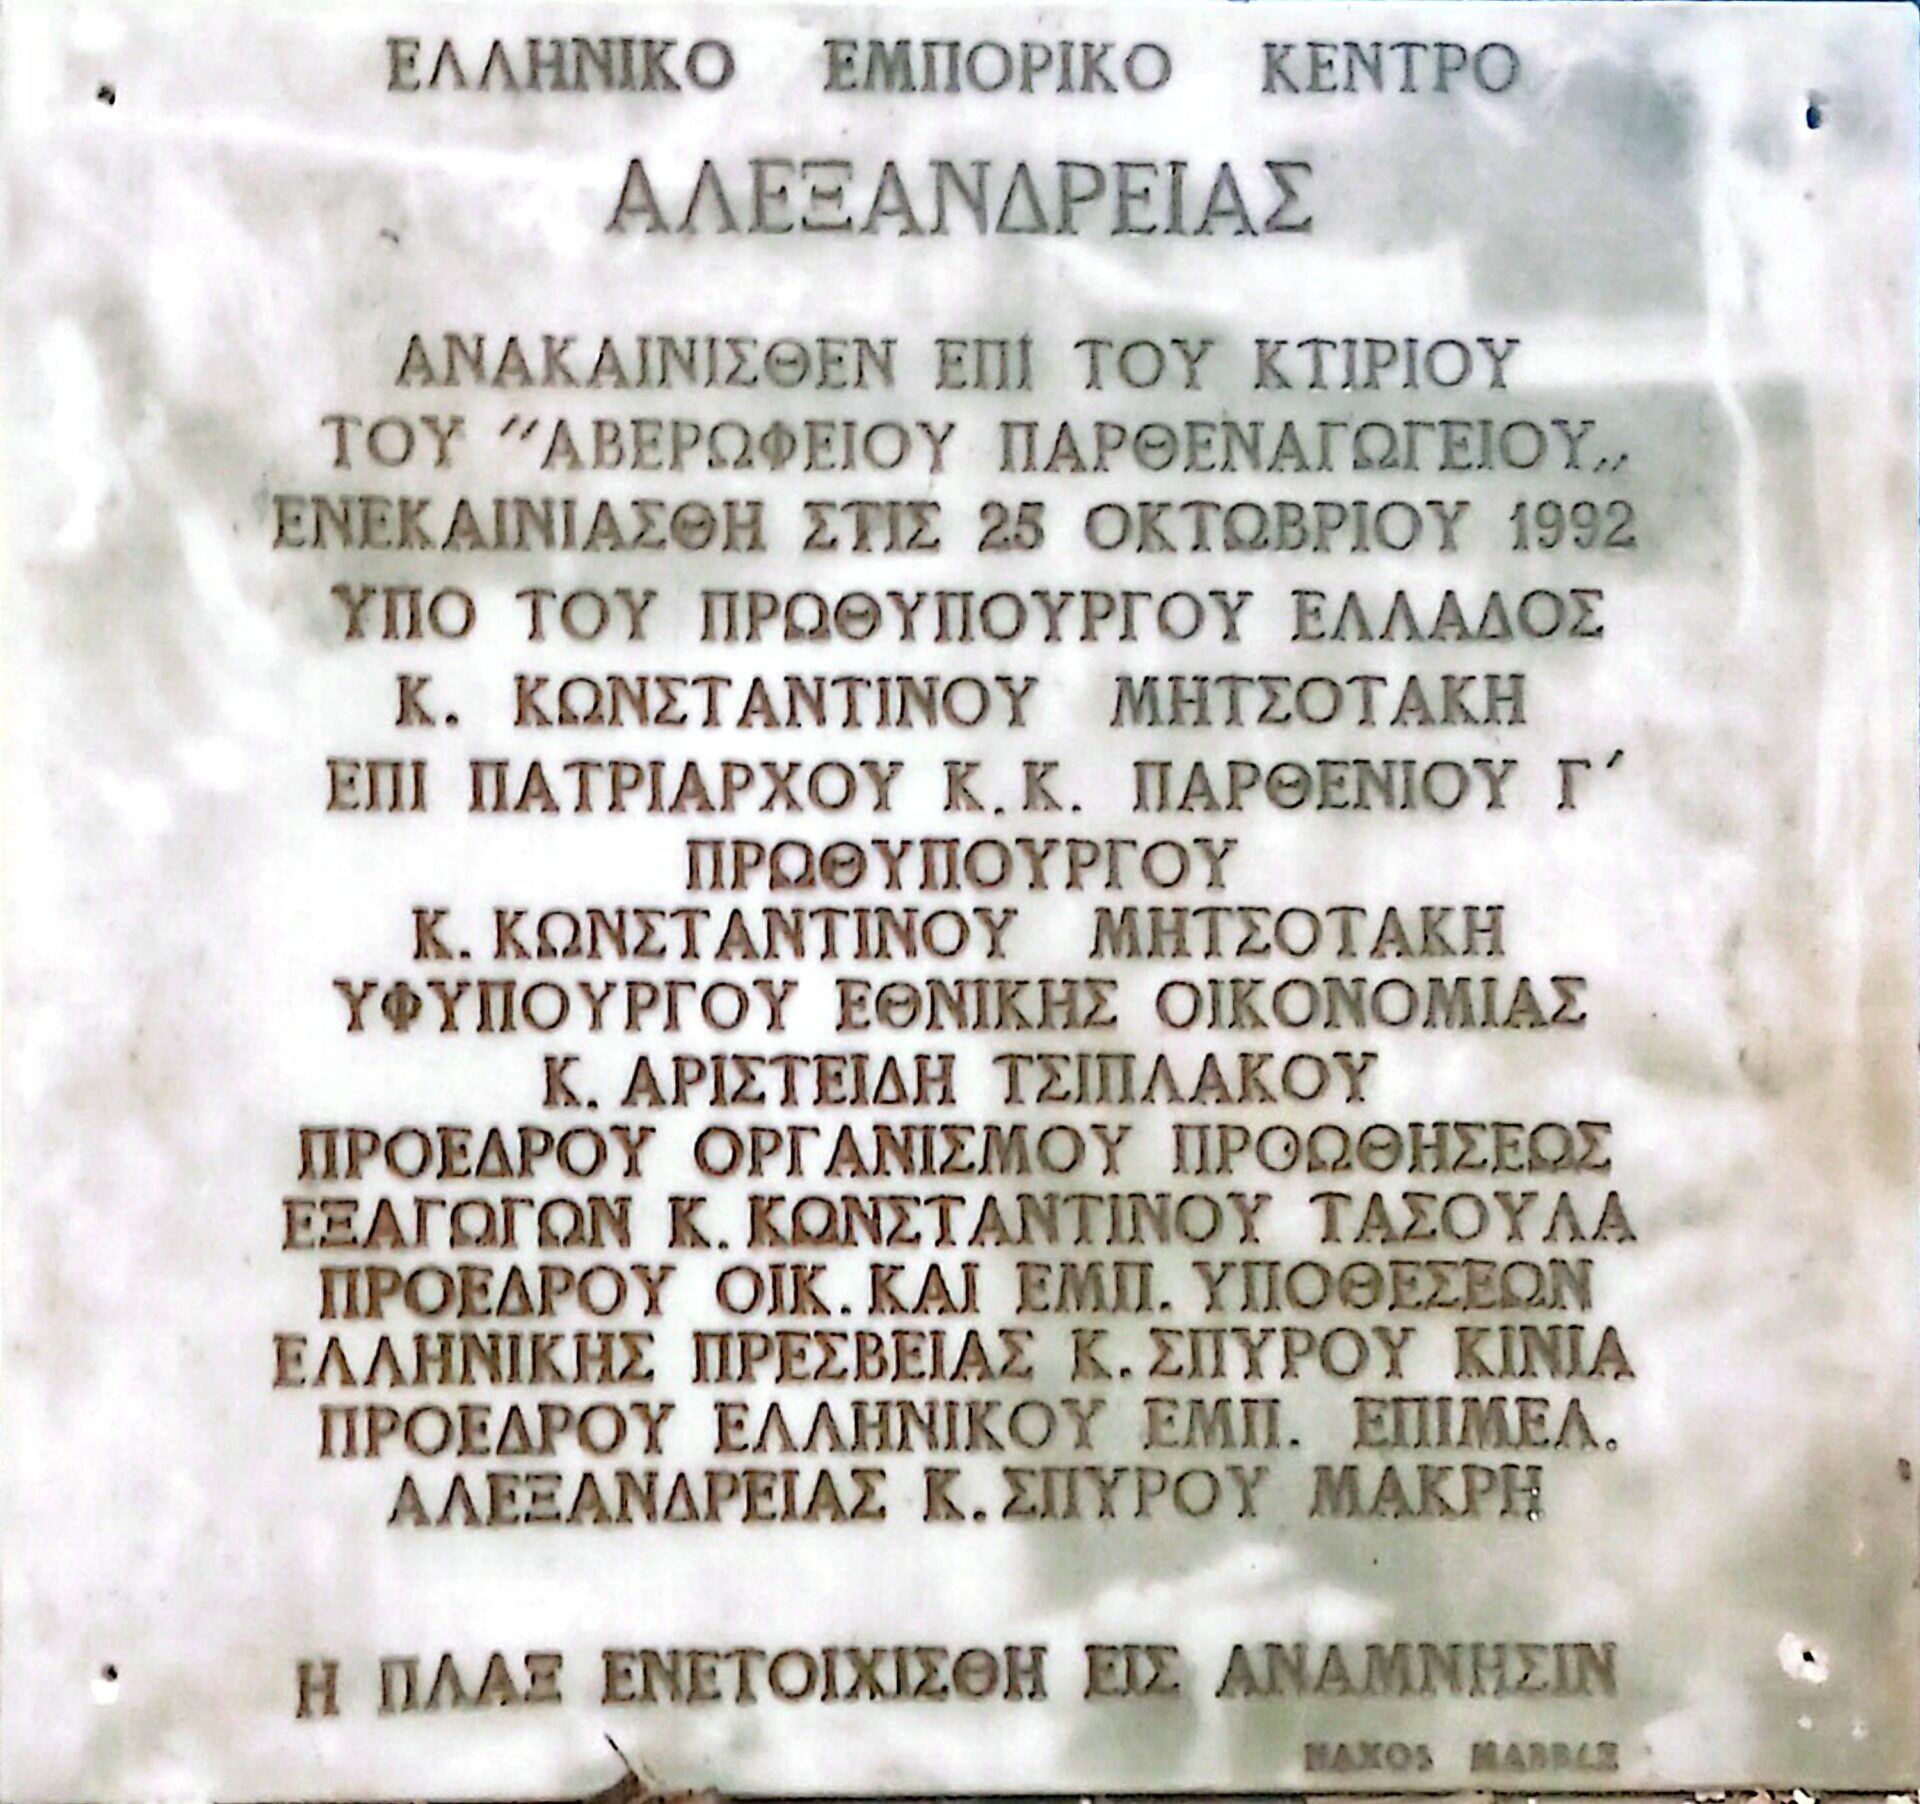 ΕΛΛΗΝΙΚΟ ΕΜΠΟΡΙΚΟ ΚΕΝΤΡΟ
ΑΛΕΞΑΝΔΡΕΙΑΣ
ΑΝΑΚΑΙΝΙΣΘΕΝ ΕΠΙ ΤΟΥ ΚΤΙΡΙΟΥ
ΤΟΥ "ΑΒΕΡΩΦΕΙΟΥ ΠΑΡΘΕΝΑΓΩΓΕΙΟΥ„
ΕΝΕΚΑΙΝΙΑΣΘΗ ΣΤΙΣ 25 ΟΚΤΩΒΡΙΟΥ 1992
ΥΠΟ ΤΟΥ ΠΡΩΘΥΠΟΥΡΓΟΥ ΕΛΛΑΔΟΣ
Κ. ΚΩΝΣΤΑΝΤΙΝΟΥ ΜΗΤΣΟΤΑΚΗ
ΕΠΙ ΠΑΤΡΙΑΡΧΟΥ Κ.Κ. ΠΑΡΘΕΝΙΟΥ Γ΄
ΠΡΩΘΥΠΟΥΡΓΟΥ
Κ. ΚΩΝΣΤΑΝΤΙΝΟΥ ΜΗΤΣΟΤΑΚΗ
ΥΦΥΠΟΥΡΓΟΥ ΕΘΝΙΚΗΣ ΟΙΚΟΝΟΜΙΑΣ
Κ. ΑΡΙΣΤΕΙΔΗ ΤΣΙΠΛΑΚΟΥ
ΠΡΟΕΔΡΟΥ ΟΡΓΑΝΙΣΜΟΥ ΠΡΟΩΘΗΣΕΩΣ
ΕΞΑΓΩΓΩΝ Κ. ΚΩΝΣΤΑΝΤΙΝΟΥ ΤΑΣΟΥΛΑ
ΠΡΟΕΔΡΟΥ ΟΙΚ. ΚΑΙ ΕΜΠ. ΥΠΟΘΕΣΕΩΝ
ΕΛΛΗΝΙΚΗΣ ΠΡΕΣΒΕΙΑΣ Κ. ΣΠΥΡΟΥ ΚΙΝΙΑ
ΠΡΟΕΔΡΟΥ ΕΛΛΗΝΙΚΟΥ ΕΜΠ. ΕΠΙΜΕΛ.
ΑΛΕΞΑΝΔΡΕΙΑΣ Κ. ΣΠΥΡΟΥ ΜΑΚΡΗ
Η ΠΛΑΞ ΕΝΕΤΟΙΧΙΣΘΗ ΕΙΣ ΑΝΑΜΝΗΣΙΝ
NAXOS MARBLE